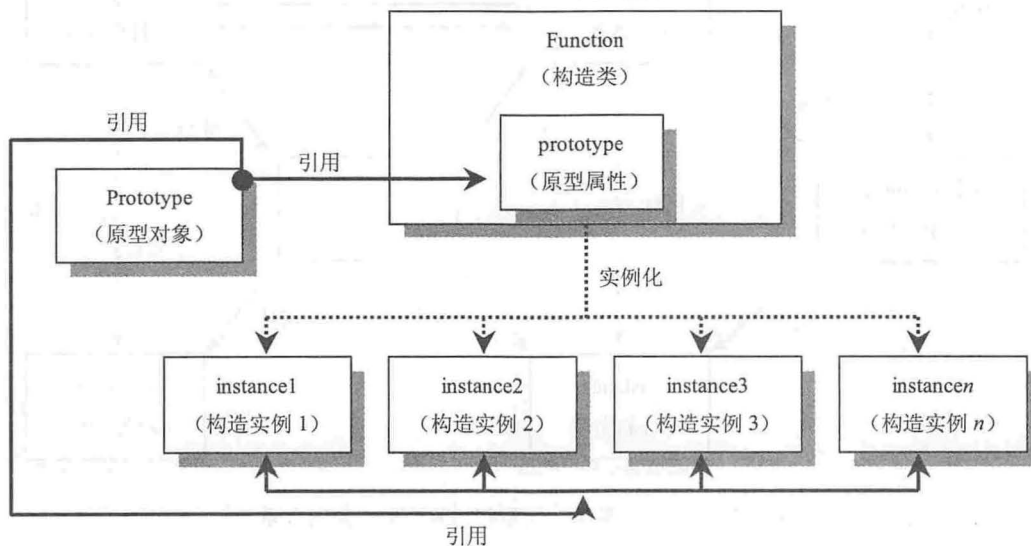 Function
（构造类）
引用
prototype
（原型属性）
引用
Prototype
（原型对象）
实例化
instance1
（构造实例 1）
instance2
（构造实例 2）
instance3
（构造实例 3）
instancen
（构造实例 n）
引用